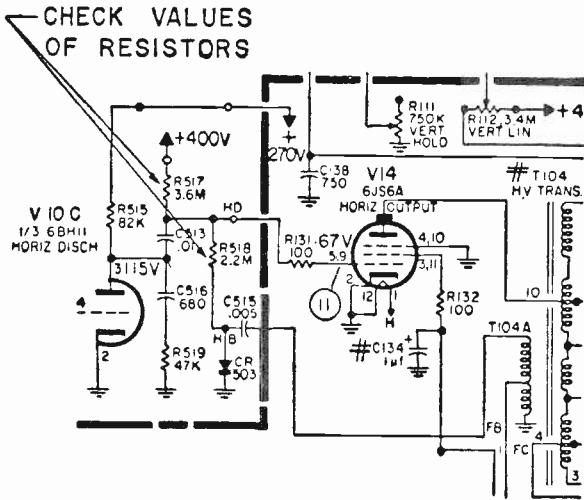 CHECK VALUES
OF RESISTORS
+400V
+
270V
R517
3.6M
R515
82K
V10C
1/3 6BH11
HORIZ DISCH
C513
.01
HD
R518
2.2M
3 115V
4
2
C516
680
R519
47K
C515
.005
HB
CR
503
R111
750K
VERT
HOLD
R112, 3.4M
VERT LIN
+4
C138
750
V14
6JS6A
HORIZ OUTPUT
R131
100
-67V
5,9
4,10
3,11
2
12
1
H
11
R132
100
# C134
1µf
+
# T104
H.V. TRANS.
10
T104A
FB
FC
4
1
3